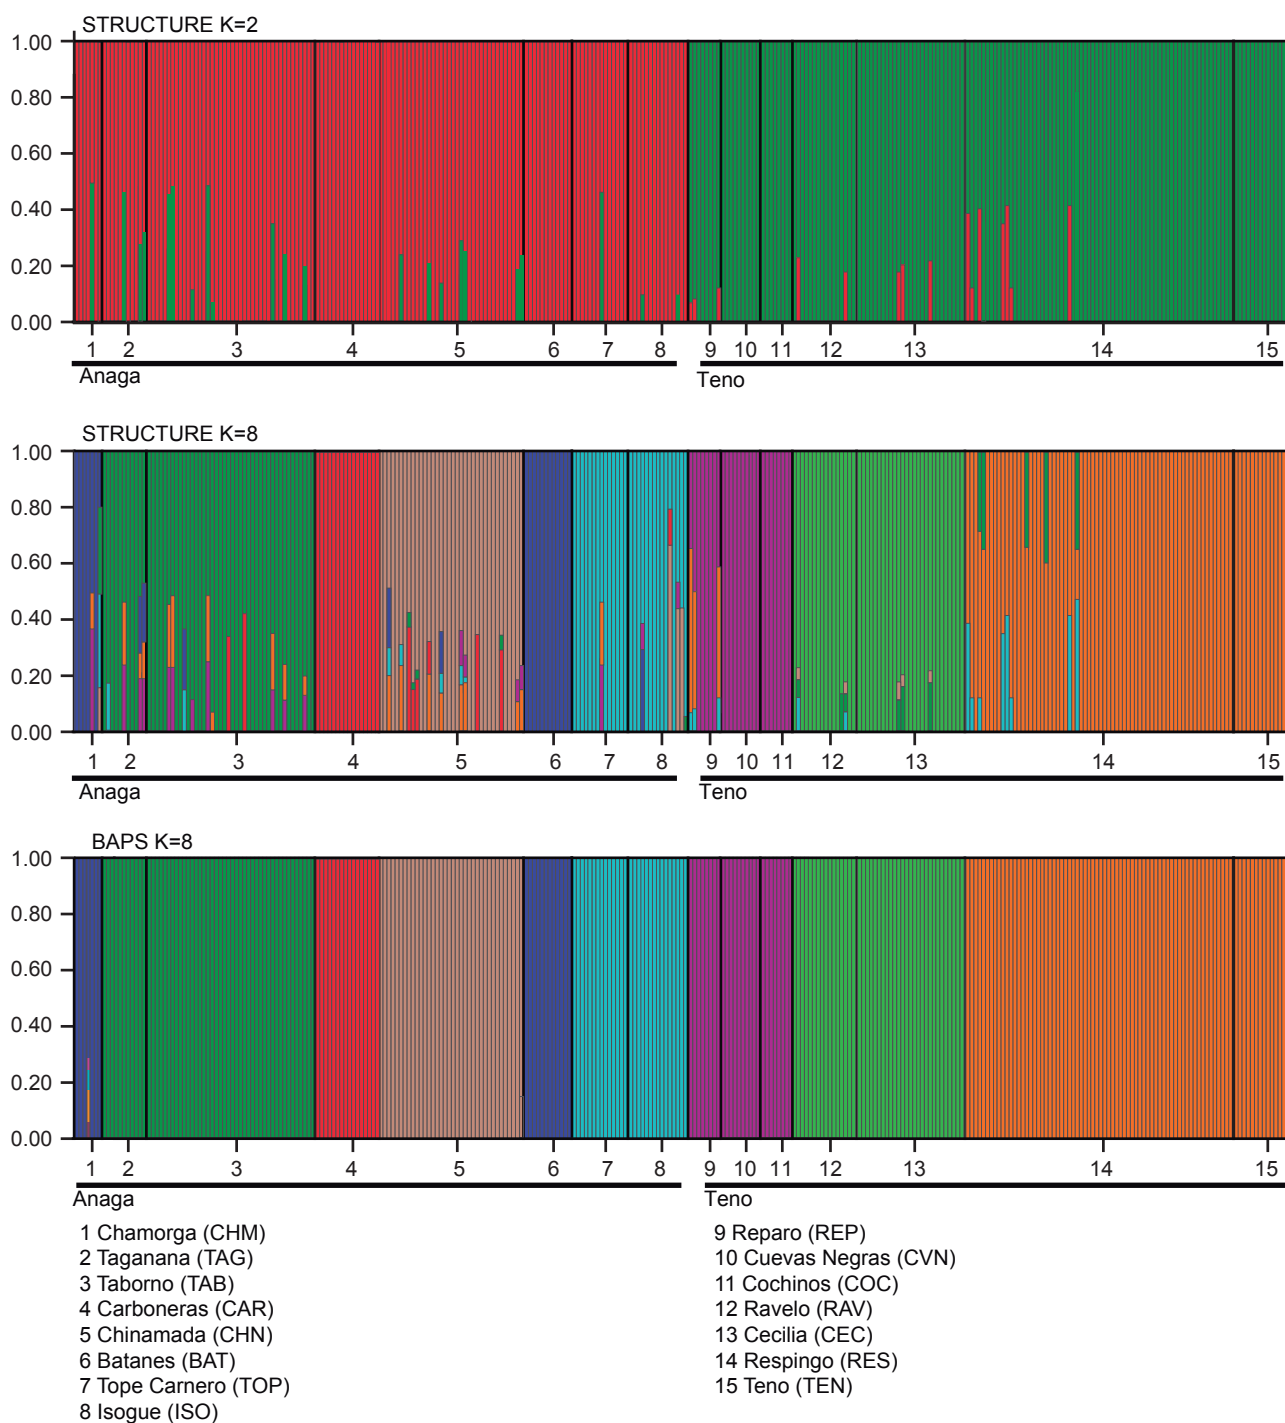 STRUCTURE K=2
1.00
0.80
0.60
0.40
0.20
0.00
1 2 3 4 5 6 7 8 9 10 11 12 13 14 15
Anaga Teno
STRUCTURE K=8
1.00
0.80
0.60
0.40
0.20
0.00
1 2 3 4 5 6 7 8 9 10 11 12 13 14 15
Anaga Teno
BAPS K=8
1.00
0.80
0.60
0.40
0.20
0.00
1 2 3 4 5 6 7 8 9 10 11 12 13 14 15
Anaga Teno
1 Chamorga (CHM)
2 Taganana (TAG)
3 Taborno (TAB)
4 Carboneras (CAR)
5 Chinamada (CHN)
6 Batanes (BAT)
7 Tope Carnero (TOP)
8 Isogue (ISO)
9 Reparo (REP)
10 Cuevas Negras (CVN)
11 Cochinos (COC)
12 Ravelo (RAV)
13 Cecilia (CEC)
14 Respingo (RES)
15 Teno (TEN)